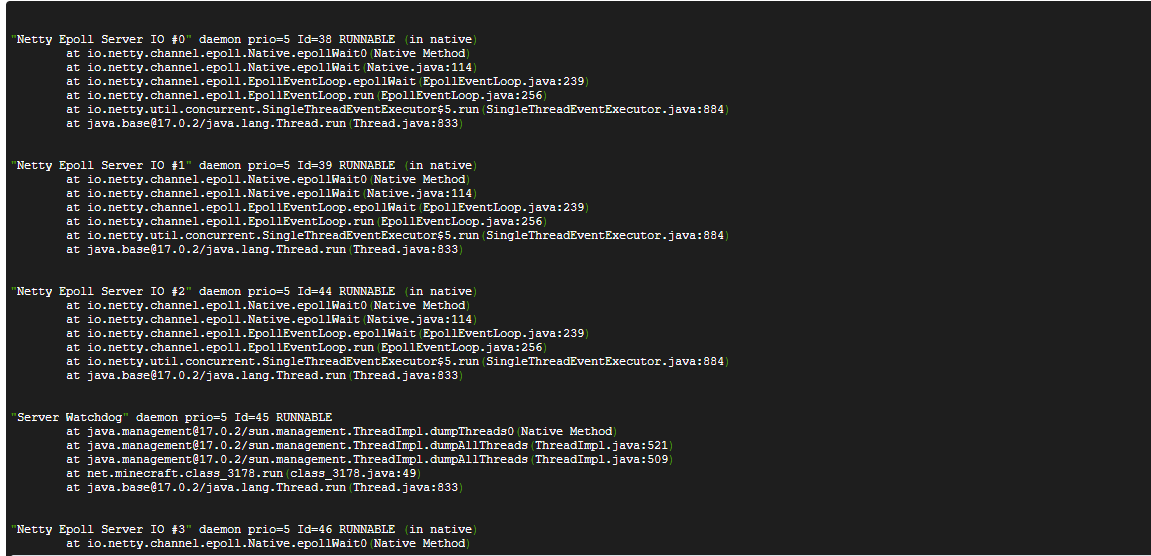 "Netty Epoll Server IO #0" daemon prio=5 Id=38 RUNNABLE (in native)
at io.netty.channel.epoll.Native.epollWait0(Native Method)
at io.netty.channel.epoll.Native.epollWait(Native.java:114)
at io.netty.channel.epoll.EpollEventLoop.epollWait(EpollEventLoop.java:239)
at io.netty.channel.epoll.EpollEventLoop.run(EpollEventLoop.java:256)
at io.netty.util.concurrent.SingleThreadEventExecutor$5.run(SingleThreadEventExecutor.java:884)
at java.base@17.0.2/java.lang.Thread.run(Thread.java:833)
"Netty Epoll Server IO #1" daemon prio=5 Id=39 RUNNABLE (in native)
at io.netty.channel.epoll.Native.epollWait0(Native Method)
at io.netty.channel.epoll.Native.epollWait(Native.java:114)
at io.netty.channel.epoll.EpollEventLoop.epollWait(EpollEventLoop.java:239)
at io.netty.channel.epoll.EpollEventLoop.run(EpollEventLoop.java:256)
at io.netty.util.concurrent.SingleThreadEventExecutor$5.run(SingleThreadEventExecutor.java:884)
at java.base@17.0.2/java.lang.Thread.run(Thread.java:833)
"Netty Epoll Server IO #2" daemon prio=5 Id=44 RUNNABLE (in native)
at io.netty.channel.epoll.Native.epollWait0(Native Method)
at io.netty.channel.epoll.Native.epollWait(Native.java:114)
at io.netty.channel.epoll.EpollEventLoop.epollWait(EpollEventLoop.java:239)
at io.netty.channel.epoll.EpollEventLoop.run(EpollEventLoop.java:256)
at io.netty.util.concurrent.SingleThreadEventExecutor$5.run(SingleThreadEventExecutor.java:884)
at java.base@17.0.2/java.lang.Thread.run(Thread.java:833)
"Server Watchdog" daemon prio=5 Id=45 RUNNABLE
at java.management@17.0.2/sun.management.ThreadImpl.dumpThreads0(Native Method)
at java.management@17.0.2/sun.management.ThreadImpl.dumpAllThreads(ThreadImpl.java:521)
at java.management@17.0.2/sun.management.ThreadImpl.dumpAllThreads(ThreadImpl.java:509)
at net.minecraft.class_3178.run(class_3178.java:49)
at java.base@17.0.2/java.lang.Thread.run(Thread.java:833)
"Netty Epoll Server IO #3" daemon prio=5 Id=46 RUNNABLE (in native)
at io.netty.channel.epoll.Native.epollWait0(Native Method)